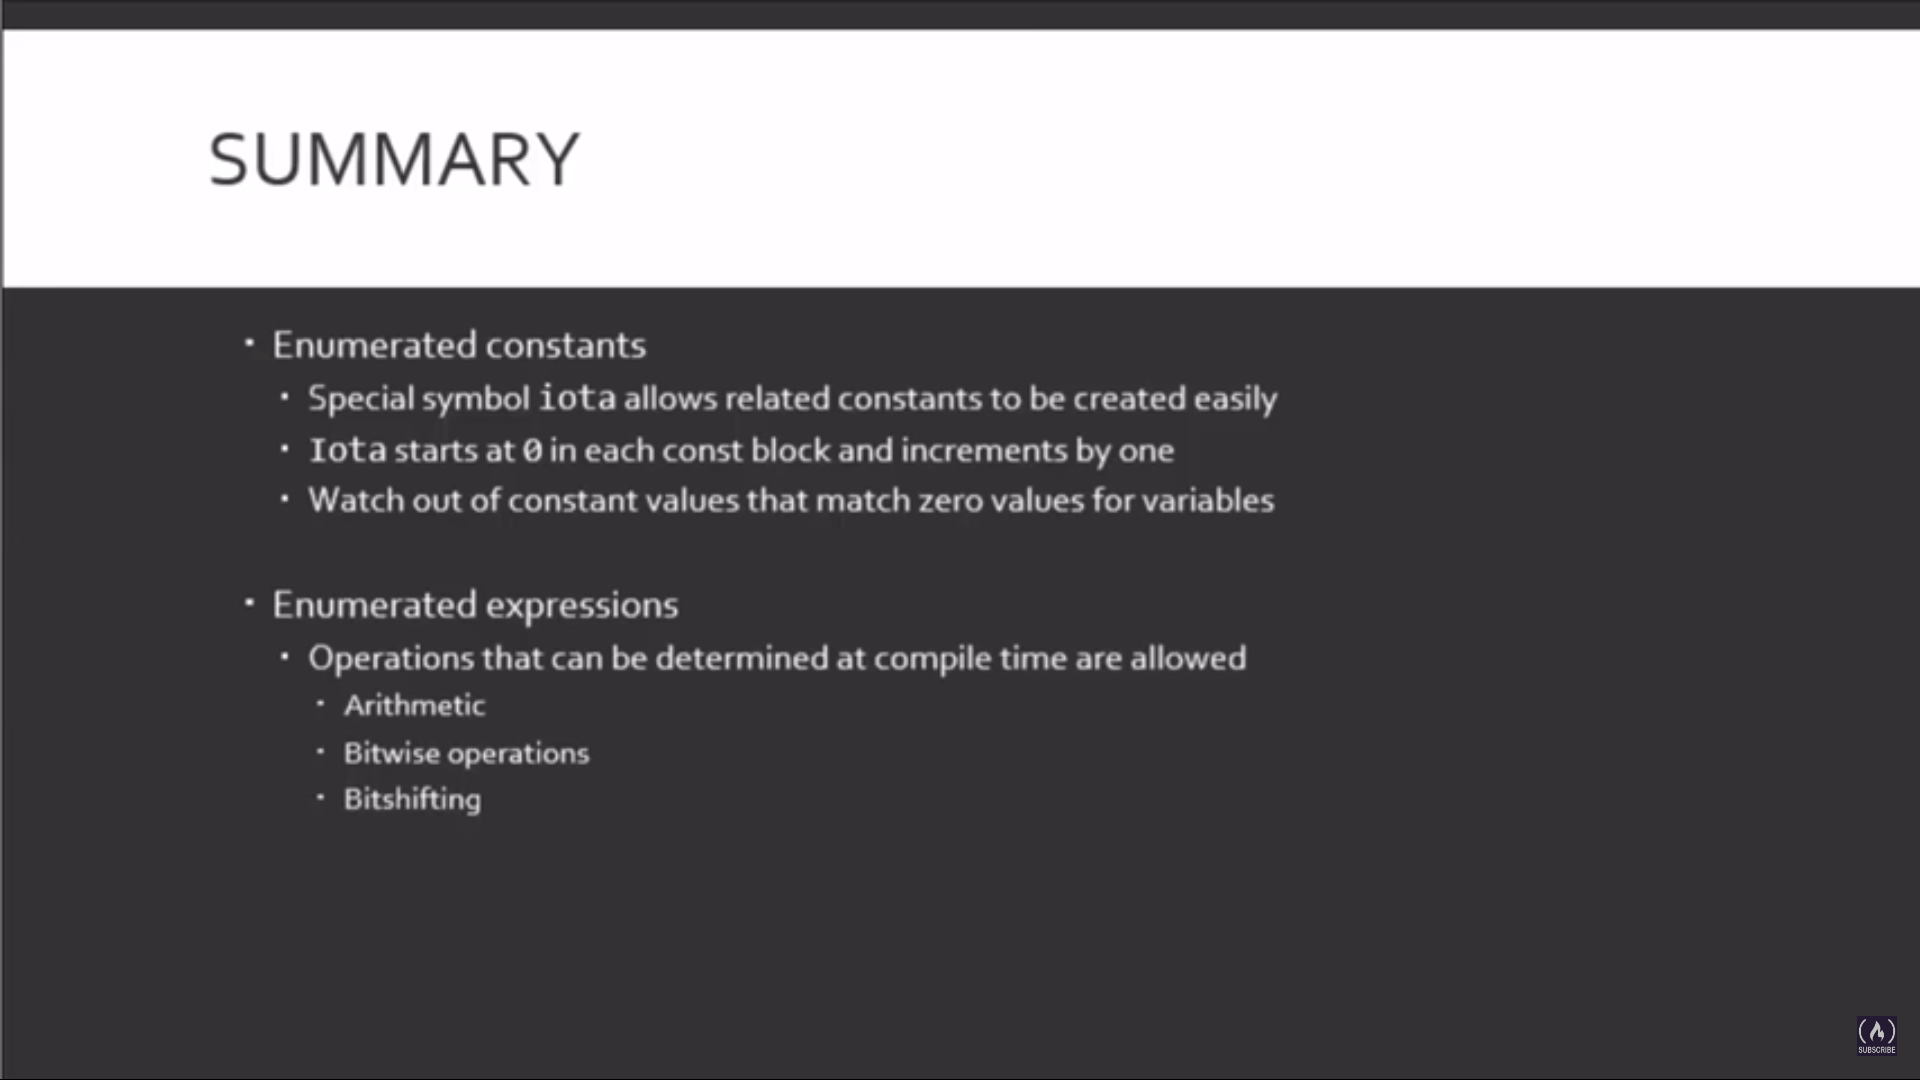 SUMMARY
Enumerated constants
Special symbol iota allows related constants to be created easily
Iota starts at 0 in each const block and increments by one
Watch out of constant values that match zero values for variables
Enumerated expressions
Operations that can be determined at compile time are allowed
Arithmetic
Bitwise operations
Bitshifting
SUBSCRIBE